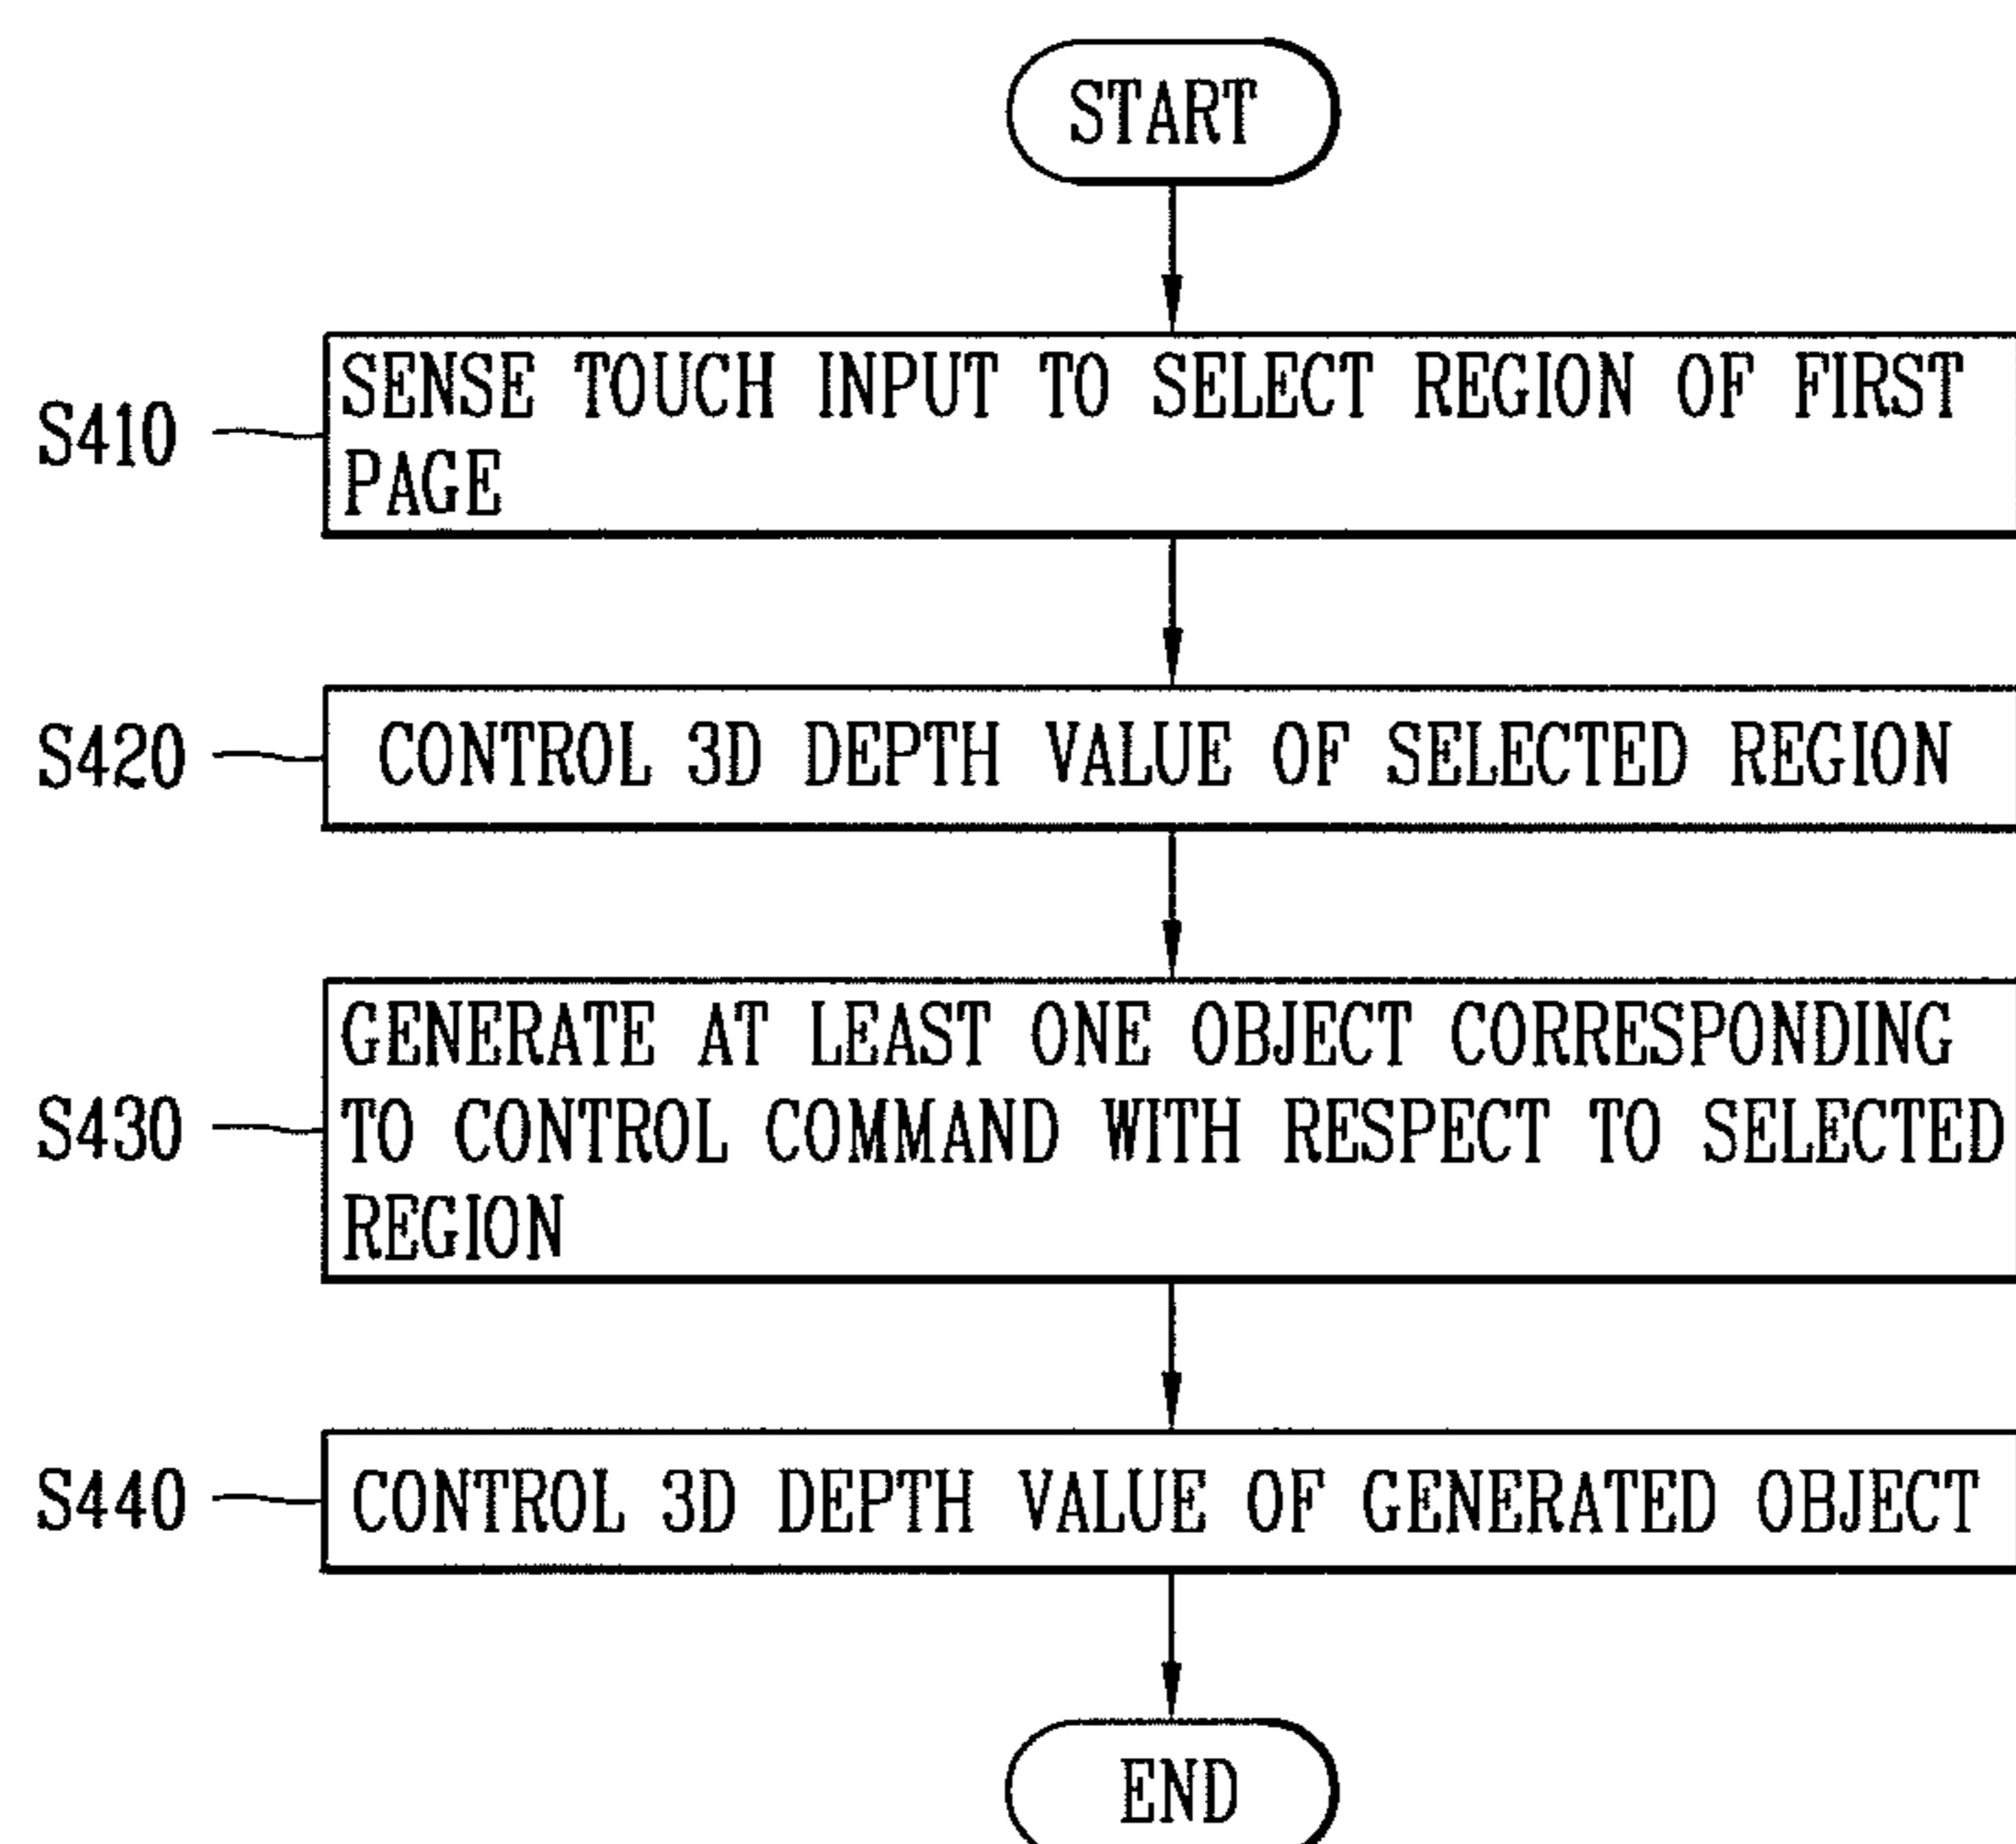 START
S410
SENSE TOUCH INPUT TO SELECT REGION OF FIRST
PAGE
S420
CONTROL 3D DEPTH VALUE OF SELECTED REGION
S430
GENERATE AT LEAST ONE OBJECT CORRESPONDING
TO CONTROL COMMAND WITH RESPECT TO SELECTED
REGION
S440
CONTROL 3D DEPTH VALUE OF GENERATED OBJECT
END